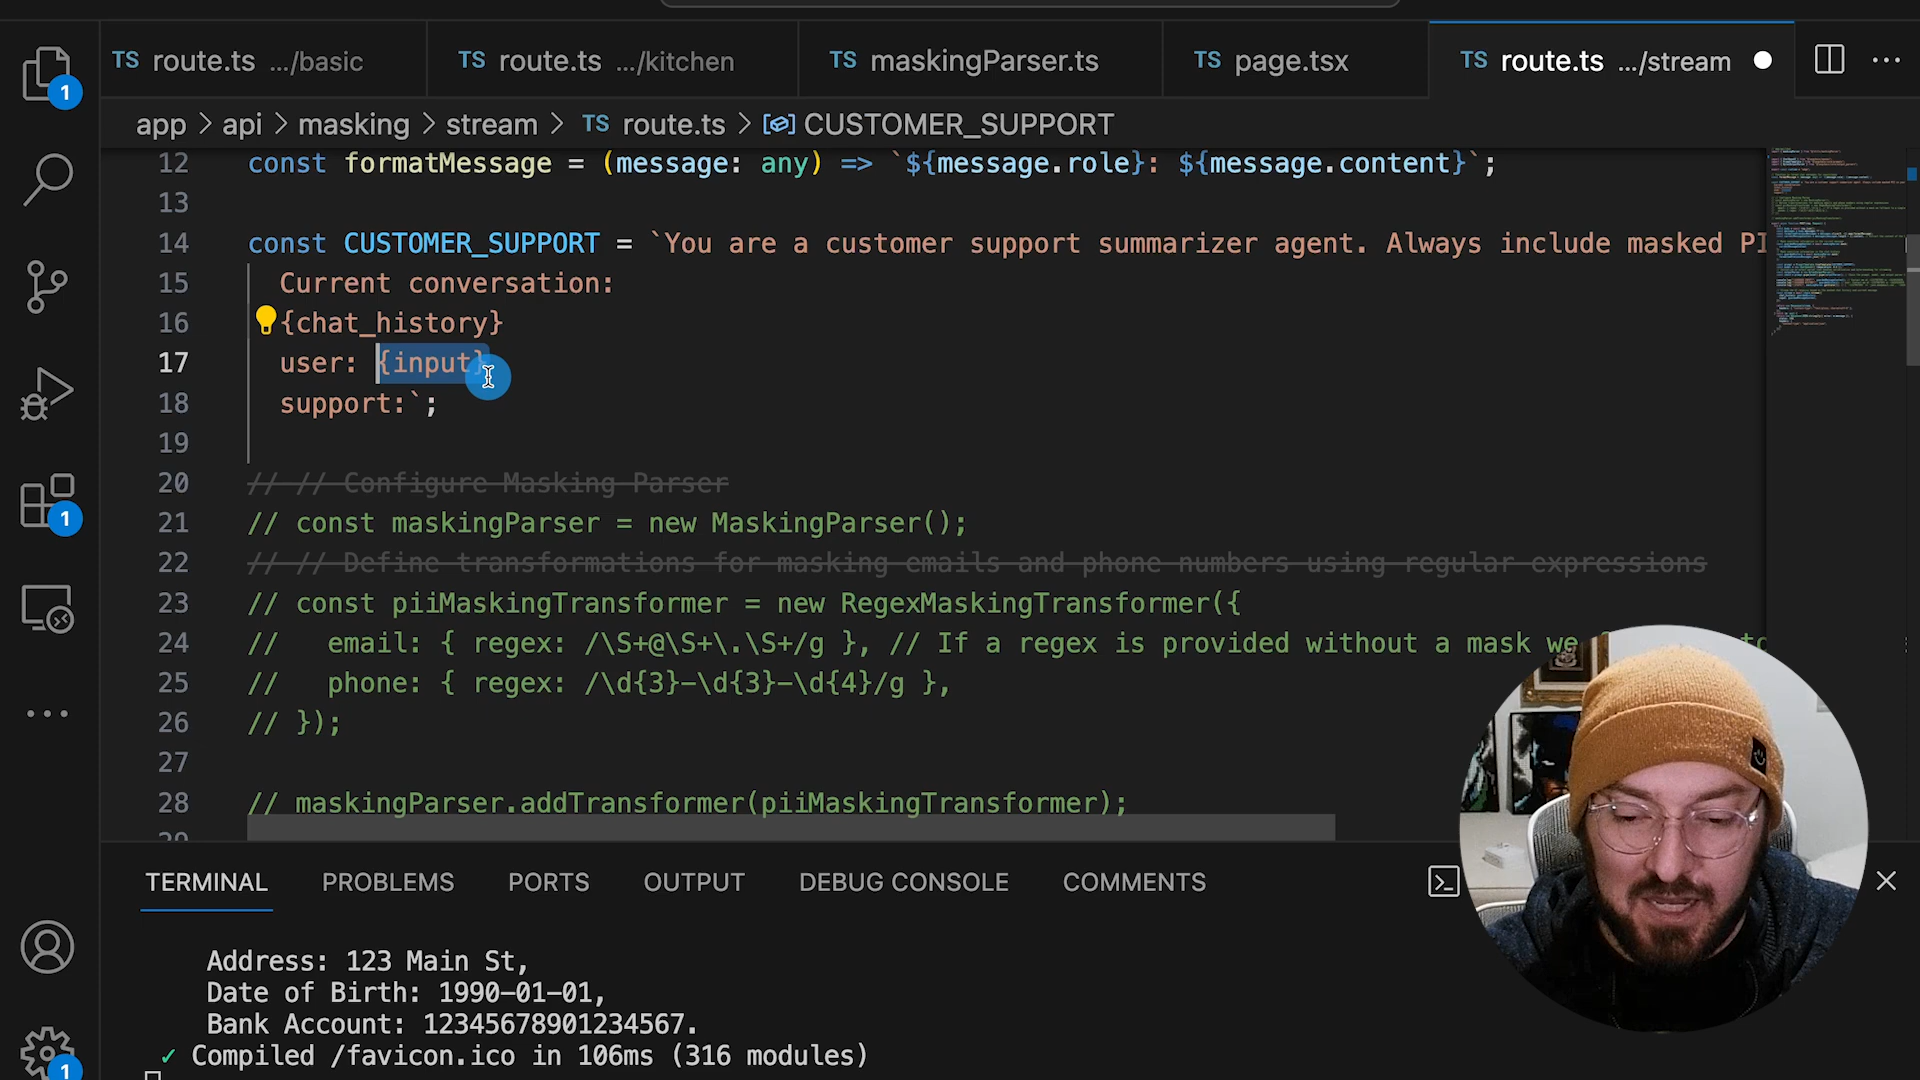 TS route.ts .../basic TS route.ts .../kitchen TS maskingParser.ts TS page.tsx TS route.ts .../stream
app > api > masking > stream > TS route.ts > CUSTOMER_SUPPORT
12 const formatMessage = (message: any) => `${message.role}: ${message.content}`;
13
14 const CUSTOMER_SUPPORT = `You are a customer support summarizer agent. Always include masked PI
15 Current conversation:
16 {chat_history}
17 user: {input}
18 support:`;
19
20 // // Configure Masking Parser
21 // const maskingParser = new MaskingParser();
22 // // Define transformations for masking emails and phone numbers using regular expressions
23 // const piiMaskingTransformer = new RegexMaskingTransformer({
24 //   email: { regex: /\S+@\S+\.\S+/g }, // If a regex is provided without a mask we
25 //   phone: { regex: /\d{3}-\d{3}-\d{4}/g },
26 // });
27
28 // maskingParser.addTransformer(piiMaskingTransformer);
29
1
1
1
TERMINAL PROBLEMS PORTS OUTPUT DEBUG CONSOLE COMMENTS
Address: 123 Main St,
Date of Birth: 1990-01-01,
Bank Account: 12345678901234567.
✓ Compiled /favicon.ico in 106ms (316 modules)